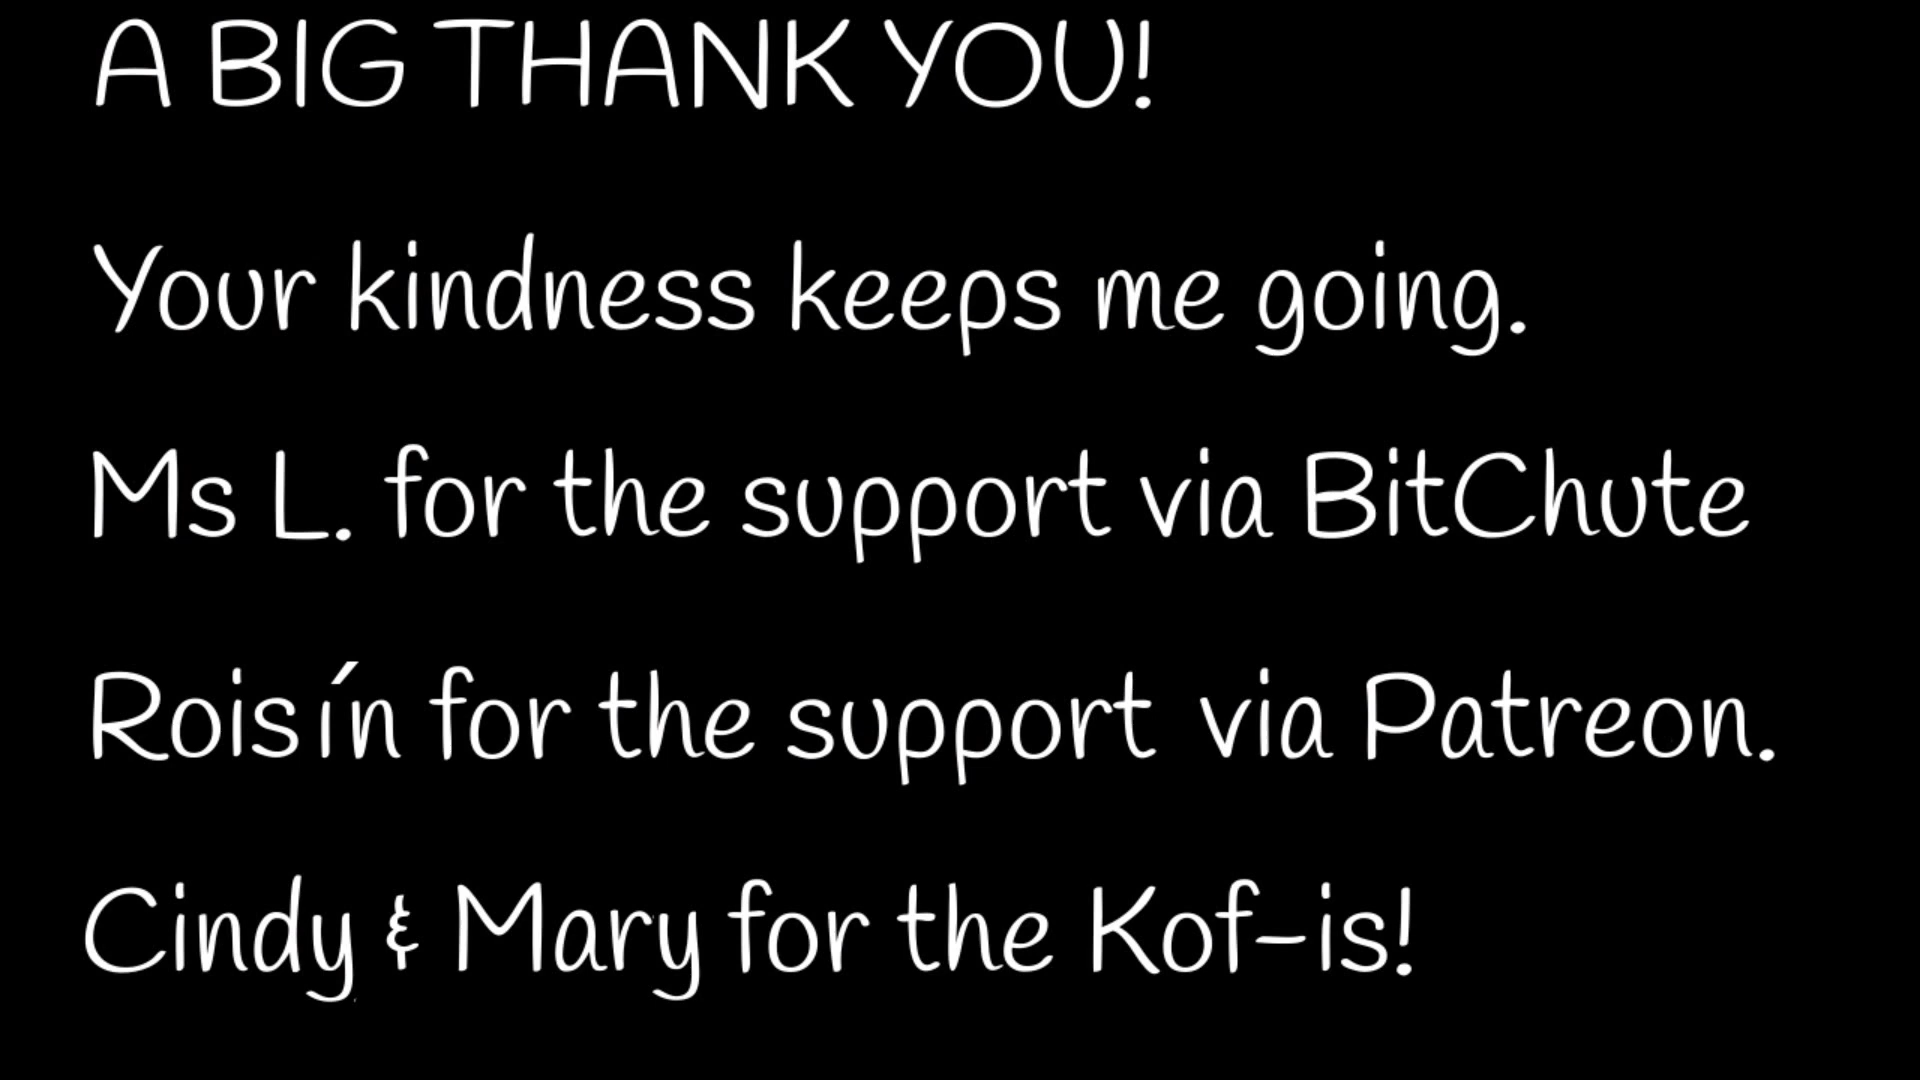 A BIG THANK YOU!
Your kindness keeps me going.
Ms L. for the support via BitChute
Roisín for the support via Patreon.
Cindy & Mary for the Kof-is!